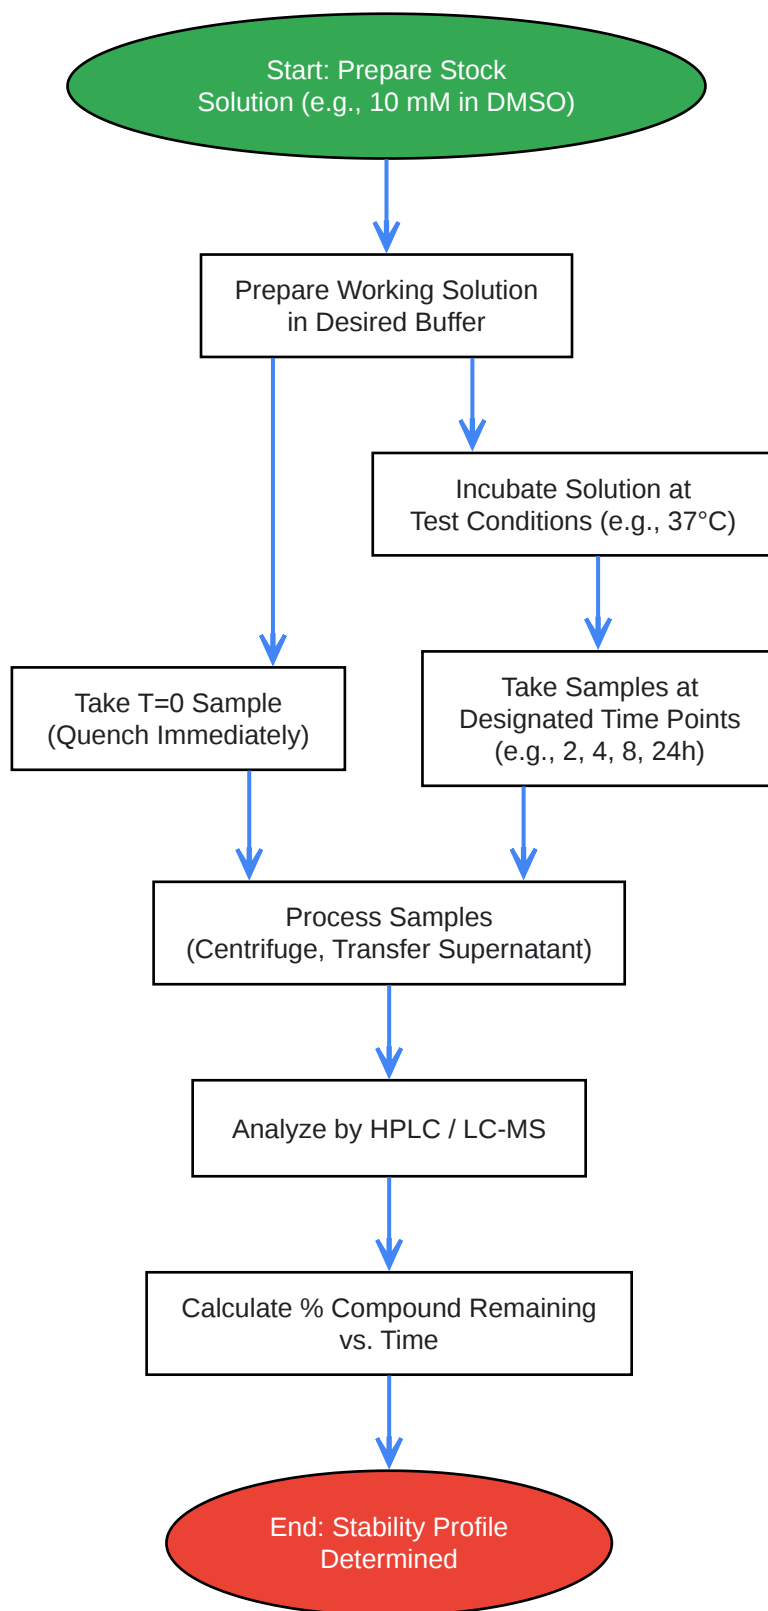 Start: Prepare Stock
Solution (e.g., 10 mM in DMSO)
Prepare Working Solution
in Desired Buffer
Incubate Solution at
Test Conditions (e.g., 37°C)
Take T=0 Sample
(Quench Immediately)
Take Samples at
Designated Time Points
(e.g., 2, 4, 8, 24h)
Process Samples
(Centrifuge, Transfer Supernatant)
Analyze by HPLC / LC-MS
Calculate % Compound Remaining
vs. Time
End: Stability Profile
Determined